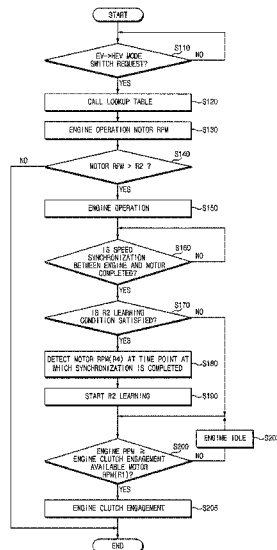 START
S110
EV->HEV MODE
SWITCH REQUEST?
NO
YES
CALL LOOKUP TABLE
S120
ENGINE OPERATION MOTOR RPM
S130
S140
NO
MOTOR RPM > R2 ?
YES
ENGINE OPERATION
S150
S160
IS SPEED
SYNCHRONIZATION
BETWEEN ENGINE AND MOTOR
COMPLETED?
NO
YES
S170
IS R2 LEARNING
CONDITION SATISFIED?
NO
YES
DETECT MOTOR RPM(R4) AT TIME POINT AT
WHICH SYNCHRONIZATION IS COMPLETED
S180
START R2 LEARNING
S190
S200
ENGINE RPM ≥
ENGINE CLUTCH ENGAGEMENT
AVAILABLE MOTOR
RPM(R1)?
NO
ENGINE IDLE
YES
ENGINE CLUTCH ENGAGEMENT
S205
END